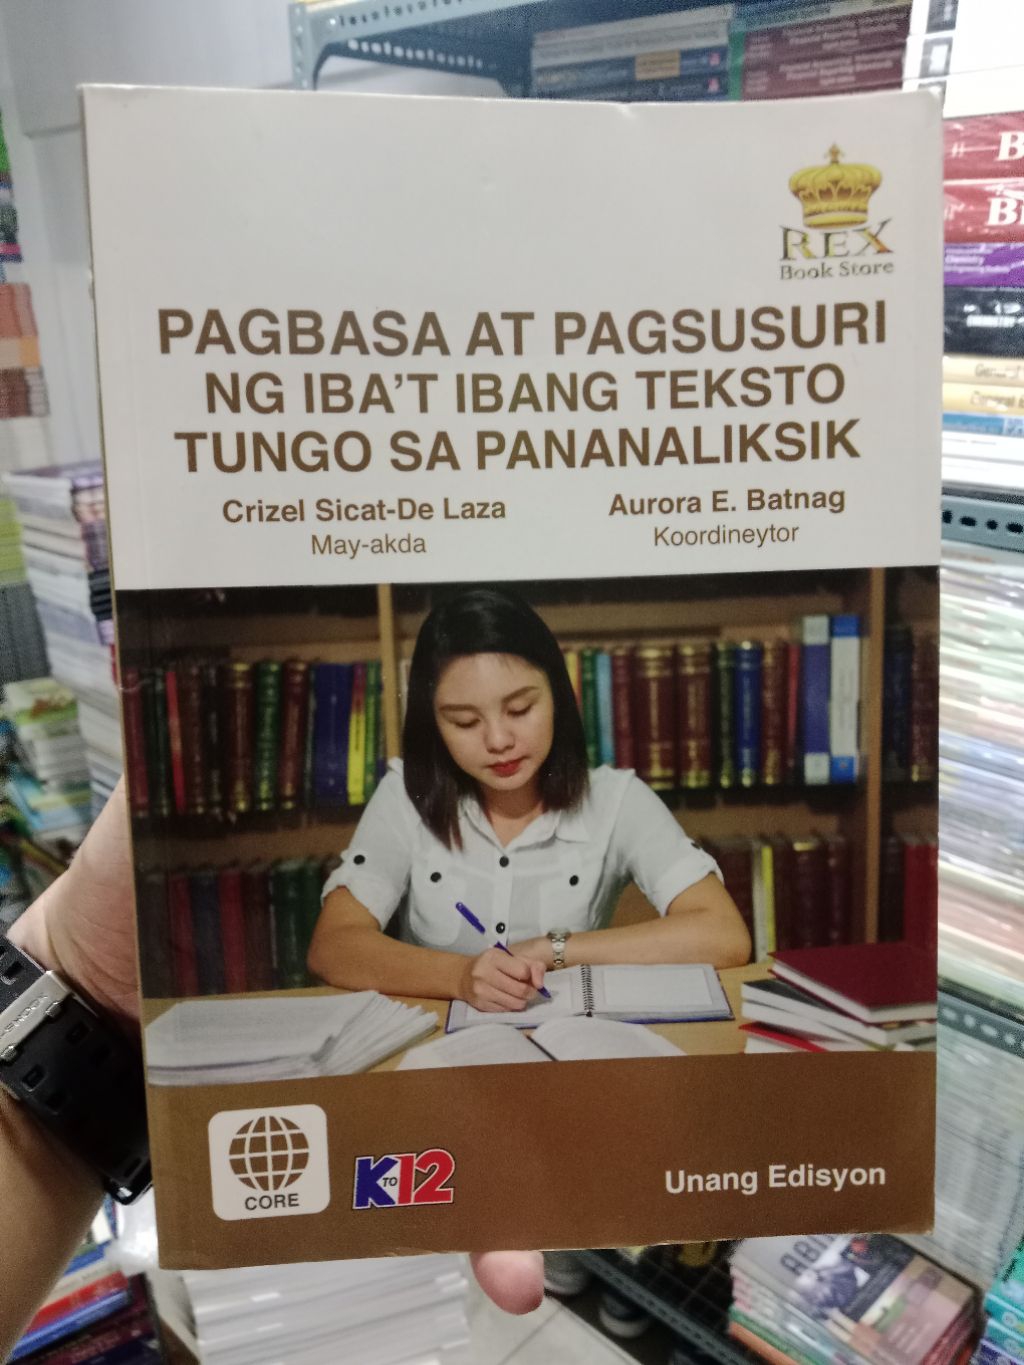 REX
Book Store
PAGBASA AT PAGSUSURI
NG IBA'T IBANG TEKSTO
TUNGO SA PANANALIKSIK
Crizel Sicat-De Laza
May-akda
Aurora E. Batnag
Koordineytor
CORE
K TO 12
Unang Edisyon
Chemistry